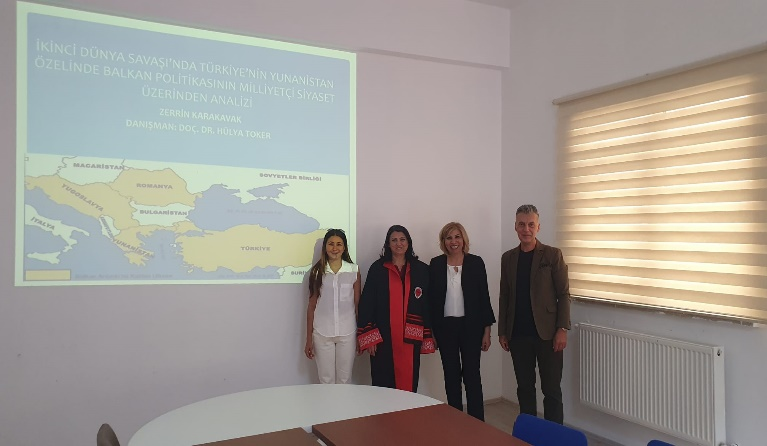 İKİNCİ DÜNYA SAVAŞI'NDA TÜRKİYE'NİN YUNANİSTAN
ÖZELİNDE BALKAN POLİTİKASININ MİLLİYETÇİ SİYASET
ÜZERİNDEN ANALİZİ
ZERRİN KARAKAVAK
DANIŞMAN: DOÇ. DR. HÜLYA TOKER
MACARİSTAN
SOVYETLER BİRLİĞİ
ROMANYA
YUGOSLAVYA
BULGARİSTAN
İTALYA
YUNANİSTAN
TÜRKİYE